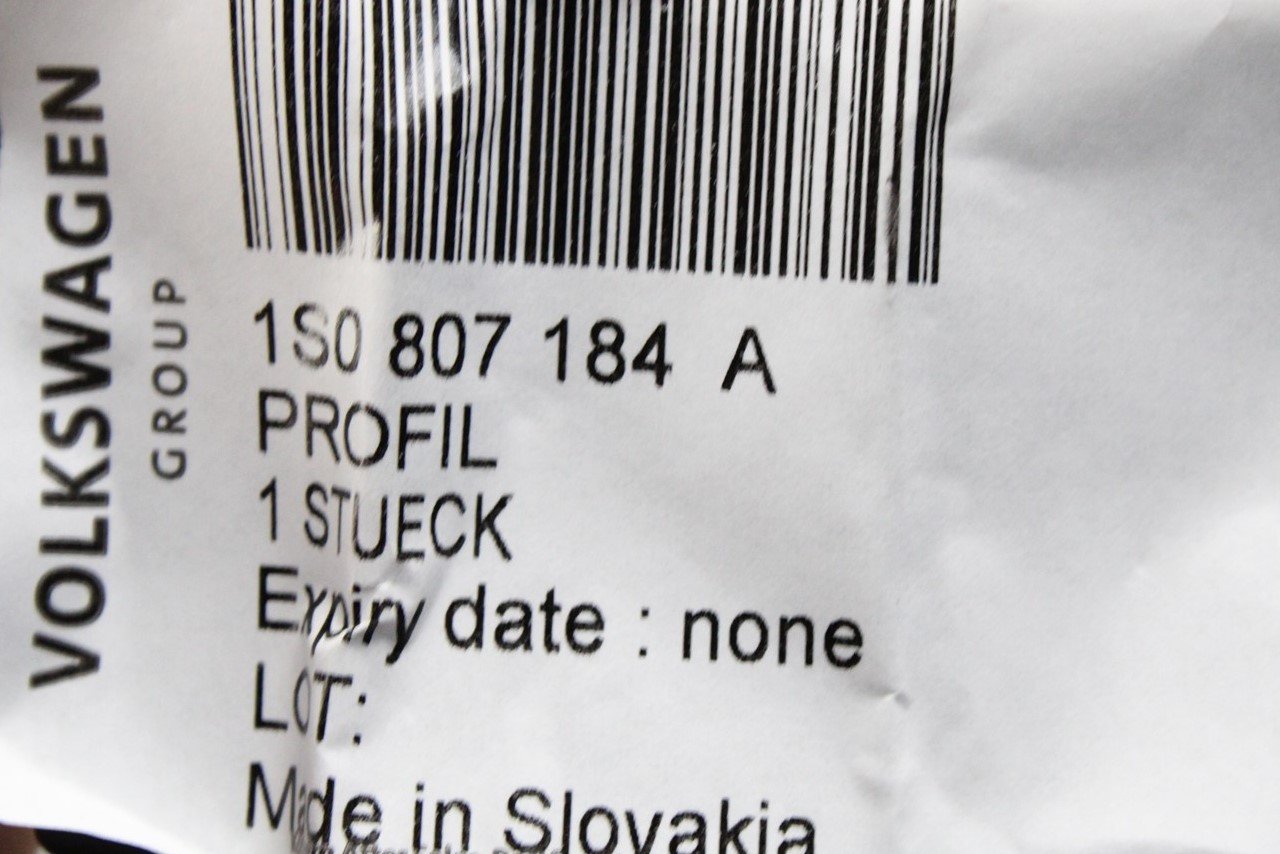 VOLKSWAGEN
GROUP
1S0 807 184 A
PROFIL
1 STUECK
Expiry date : none
LOT:
Made in Slovakia